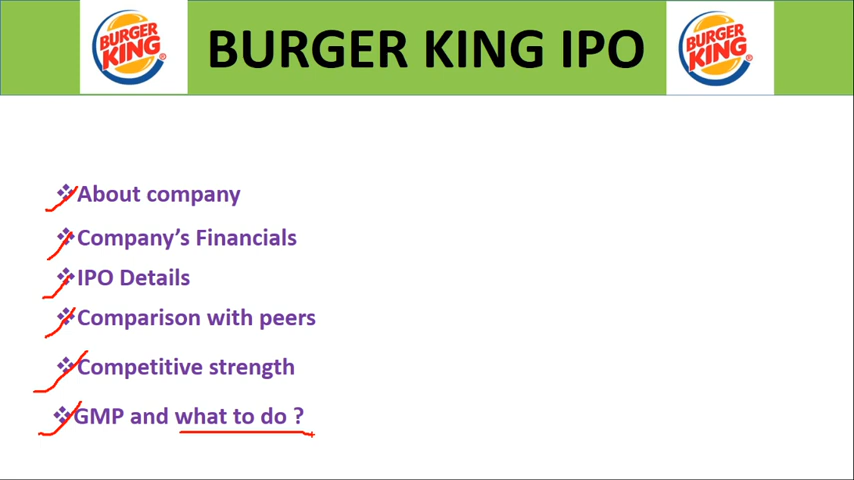 BURGER KING IPO
BURGER
KING®
BURGER
KING®
About company
Company’s Financials
IPO Details
Comparison with peers
Competitive strength
GMP and what to do ?